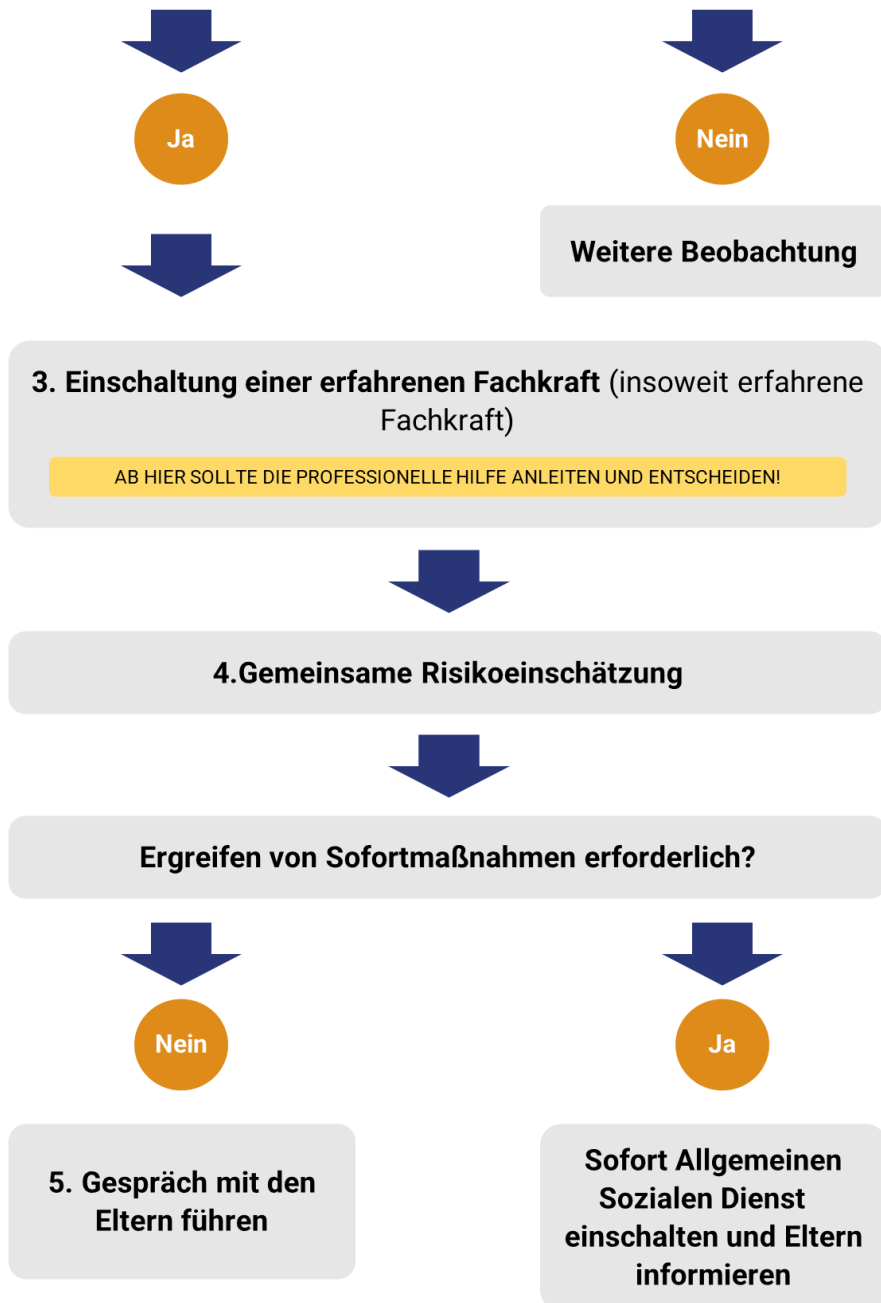 Ja
Nein
Weitere Beobachtung
3. Einschaltung einer erfahrenen Fachkraft (insoweit erfahrene
Fachkraft)
AB HIER SOLLTE DIE PROFESSIONELLE HILFE ANLEITEN UND ENTSCHEIDEN!
4.Gemeinsame Risikoeinschätzung
Ergreifen von Sofortmaßnahmen erforderlich?
Nein
Ja
5. Gespräch mit den
Eltern führen
Sofort Allgemeinen
Sozialen Dienst
einschalten und Eltern
informieren